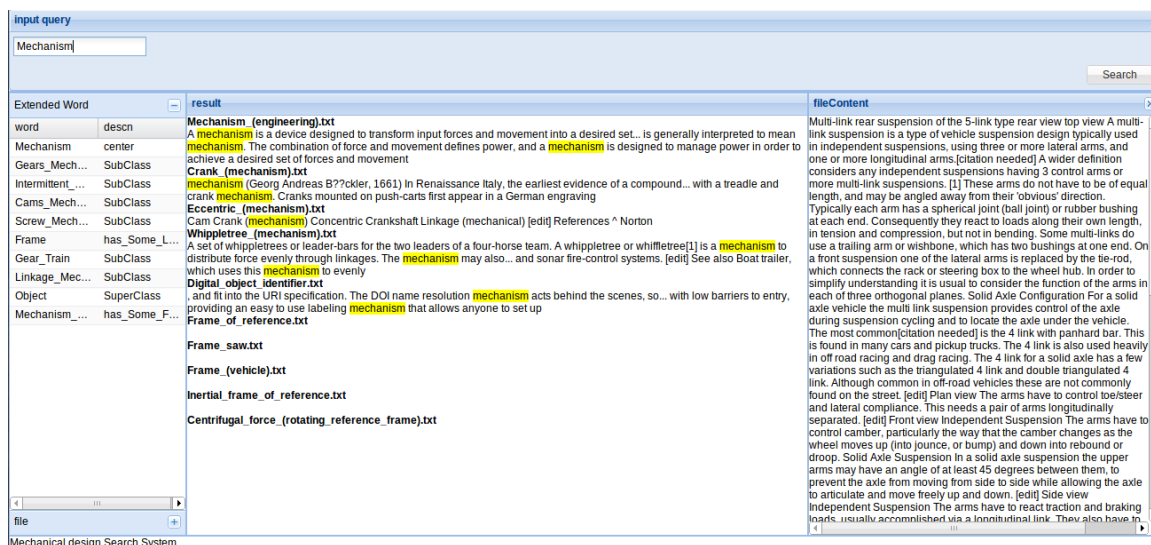 input query
Mechanism
Search
Extended Word
word descn
Mechanism center
Gears_Mech... SubClass
Intermittent_... SubClass
Cams_Mech... SubClass
Screw_Mech... SubClass
Frame has_Some_L...
Gear_Train SubClass
Linkage_Mec... SubClass
Object SuperClass
Mechanism_... has_Some_F...
file
result
Mechanism_(engineering).txt
A mechanism is a device designed to transform input forces and movement into a desired set... is generally interpreted to mean
mechanism. The combination of force and movement defines power, and a mechanism is designed to manage power in order to
achieve a desired set of forces and movement
Crank_(mechanism).txt
mechanism (Georg Andreas B??ckler, 1661) In Renaissance Italy, the earliest evidence of a compound... with a treadle and
crank mechanism. Cranks mounted on push-carts first appear in a German engraving
Eccentric_(mechanism).txt
Cam Crank (mechanism) Concentric Crankshaft Linkage (mechanical) [edit] References ^ Norton
Whippletree_(mechanism).txt
A set of whippletrees or leader-bars for the two leaders of a four-horse team. A whippletree or whiffletree[1] is a mechanism to
distribute force evenly through linkages. The mechanism may also... and sonar fire-control systems. [edit] See also Boat trailer,
which uses this mechanism to evenly
Digital_object_identifier.txt
, and fit into the URI specification. The DOI name resolution mechanism acts behind the scenes, so... with low barriers to entry,
providing an easy to use labeling mechanism that allows anyone to set up
Frame_of_reference.txt
Frame_saw.txt
Frame_(vehicle).txt
Inertial_frame_of_reference.txt
Centrifugal_force_(rotating_reference_frame).txt
fileContent
Multi-link rear suspension of the 5-link type rear view top view A multi-
link suspension is a type of vehicle suspension design typically used
in independent suspensions, using three or more lateral arms, and
one or more longitudinal arms.[citation needed] A wider definition
considers any independent suspensions having 3 control arms or
more multi-link suspensions. [1] These arms do not have to be of equal
length, and may be angled away from their 'obvious' direction.
Typically each arm has a spherical joint (ball joint) or rubber bushing
at each end. Consequently they react to loads along their own length,
in tension and compression, but not in bending. Some multi-links do
use a trailing arm or wishbone, which has two bushings at one end. On
a front suspension one of the lateral arms is replaced by the tie-rod,
which connects the rack or steering box to the wheel hub. In order to
simplify understanding it is usual to consider the function of the arms in
each of three orthogonal planes. Solid Axle Configuration For a solid
axle vehicle the multi link suspension provides control of the axle
during suspension cycling and to locate the axle under the vehicle.
The most common[citation needed] is the 4 link with panhard bar. This
is found in many cars and pickup trucks. The 4 link is also used heavily
in off road racing and drag racing. The 4 link for a solid axle has a few
variations such as the triangulated 4 link and double triangulated 4
link. Although common in off-road vehicles these are not commonly
found on the street. [edit] Plan view The arms have to control toe/steer
and lateral compliance. This needs a pair of arms longitudinally
separated. [edit] Front view Independent Suspension The arms have to
control camber, particularly the way that the camber changes as the
wheel moves up (into jounce, or bump) and down into rebound or
droop. Solid Axle Suspension In a solid axle suspension the upper
arms may have an angle of at least 45 degrees between them, to
prevent the axle from moving from side to side while allowing the axle
to articulate and move freely up and down. [edit] Side view
Independent Suspension The arms have to react traction and braking
loads, usually accomplished via a longitudinal link. They also have to
Mechanical design Search System